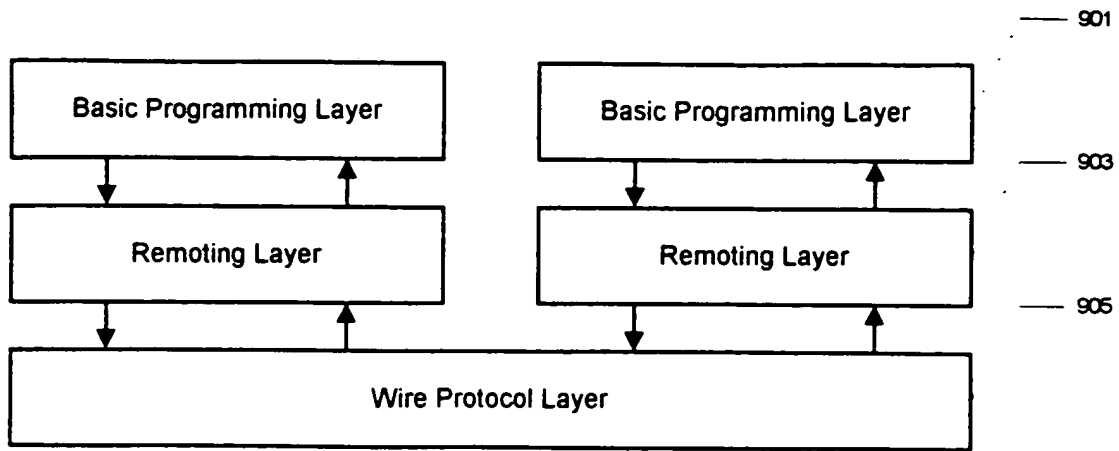 901
Basic Programming Layer
Basic Programming Layer
903
Remoting Layer
Remoting Layer
905
Wire Protocol Layer